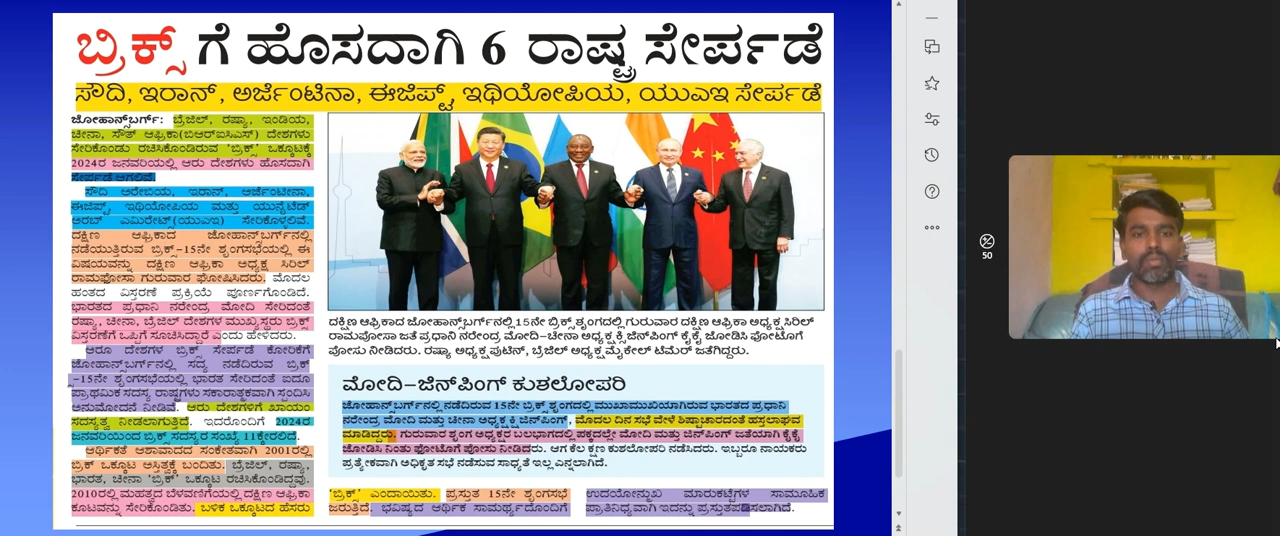 ಬ್ರಿಕ್ಸ್ ಗೆ ಹೊಸದಾಗಿ 6 ರಾಷ್ಟ್ರ ಸೇರ್ಪಡೆ
ಸೌದಿ, ಇರಾನ್, ಅರ್ಜೆಂಟಿನಾ, ಈಜಿಪ್ಟ್, ಇಥಿಯೋಪಿಯ, ಯುಎಇ ಸೇರ್ಪಡೆ
ಜೋಹಾನ್ಸ್‌ಬರ್ಗ್: ಬ್ರೆಜಿಲ್, ರಷ್ಯಾ, ಇಂಡಿಯ,
ಚೀನಾ, ಸೌತ್ ಆಫ್ರಿಕಾ(ಬಿಆರ್‌ಐಸಿಎಸ್) ದೇಶಗಳು
ಸೇರಿಕೊಂಡು ರಚಿಸಿಕೊಂಡಿರುವ 'ಬ್ರಿಕ್ಸ್' ಒಕ್ಕೂಟಕ್ಕೆ
2024ರ ಜನವರಿಯಲ್ಲಿ ಆರು ದೇಶಗಳು ಹೊಸದಾಗಿ
ಸೇರ್ಪಡೆ ಆಗಲಿವೆ.
ಸೌದಿ ಅರೇಬಿಯ, ಇರಾನ್, ಅರ್ಜೆಂಟೀನಾ,
ಈಜಿಪ್ಟ್, ಇಥಿಯೋಪಿಯ ಮತ್ತು ಯುನೈಟೆಡ್
ಅರಬ್ ಎಮಿರೇಟ್(ಯುಎಇ) ಸೇರಿಕೊಳ್ಳಲಿವೆ.
ದಕ್ಷಿಣ ಆಫ್ರಿಕಾದ ಜೋಹಾನ್ಸ್‌ಬರ್ಗ್‌ನಲ್ಲಿ
ನಡೆಯುತ್ತಿರುವ ಬ್ರಿಕ್ಸ್-15ನೇ ಶೃಂಗಸಭೆಯಲ್ಲಿ ಈ
ವಿಷಯವನ್ನು ದಕ್ಷಿಣ ಆಫ್ರಿಕಾ ಅಧ್ಯಕ್ಷ ಸಿರಿಲ್
ರಾಮಫೋಸಾ ಗುರುವಾರ ಘೋಷಿಸಿದರು. ಮೊದಲ
ಹಂತದ ವಿಸ್ತರಣೆ ಪ್ರಕ್ರಿಯೆ ಪೂರ್ಣಗೊಂಡಿದೆ.
ಭಾರತದ ಪ್ರಧಾನಿ ನರೇಂದ್ರ ಮೋದಿ ಸೇರಿದಂತೆ
ರಷ್ಯಾ, ಚೀನಾ, ಬ್ರೆಜಿಲ್ ದೇಶಗಳ ಮುಖ್ಯಸ್ಥರು ಬ್ರಿಕ್ಸ್
ವಿಸ್ತರಣೆಗೆ ಒಪ್ಪಿಗೆ ಸೂಚಿಸಿದ್ದಾರೆ ಎಂದು ಹೇಳಿದರು.
ಆರೂ ದೇಶಗಳ ಬ್ರಿಕ್ಸ್ ಸೇರ್ಪಡೆ ಕೋರಿಕೆಗೆ
ಜೋಹಾನ್ಸ್‌ಬರ್ಗ್‌ನಲ್ಲಿ ಸದ್ಯ ನಡೆದಿರುವ ಬ್ರಿಕ್ಸ್
-15ನೇ ಶೃಂಗಸಭೆಯಲ್ಲಿ ಭಾರತ ಸೇರಿದಂತೆ ಐದೂ
ಪ್ರಾಥಮಿಕ ಸದಸ್ಯ ರಾಷ್ಟ್ರಗಳು ಸಕಾರಾತ್ಮಕವಾಗಿ ಸ್ಪಂದಿಸಿ
ಅನುಮೋದನೆ ನೀಡಿವೆ. ಆರು ದೇಶಗಳಿಗೆ ಖಾಯಂ
ಸದಸ್ಯತ್ವ ನೀಡಲಾಗುತ್ತಿದೆ. ಇದರೊಂದಿಗೆ 2024ರ
ಜನವರಿಯಿಂದ ಬ್ರಿಕ್ಸ್ ಸದಸ್ಯರ ಸಂಖ್ಯೆ 11ಕ್ಕೇರಲಿದೆ.
ಆರ್ಥಿಕತೆ ಆಶಾವಾದದ ಸಂಕೇತವಾಗಿ 2001ರಲ್ಲಿ
ಬ್ರಿಕ್ ಒಕ್ಕೂಟ ಅಸ್ತಿತ್ವಕ್ಕೆ ಬಂದಿತು. ಬ್ರೆಜಿಲ್, ರಷ್ಯಾ,
ಭಾರತ, ಚೀನಾ 'ಬ್ರಿಕ್' ಒಕ್ಕೂಟ ರಚಿಸಿಕೊಂಡಿದ್ದವು.
2010ರಲ್ಲಿ ಮಹತ್ವದ ಬೆಳವಣಿಗೆಯಲ್ಲಿ ದಕ್ಷಿಣ ಆಫ್ರಿಕಾ
ಕೂಟವನ್ನು ಸೇರಿಕೊಂಡಿತು. ಬಳಿಕ ಒಕ್ಕೂಟದ ಹೆಸರು
ದಕ್ಷಿಣ ಆಫ್ರಿಕಾದ ಜೋಹಾನ್ಸ್‌ಬರ್ಗ್‌ನಲ್ಲಿ 15ನೇ ಬ್ರಿಕ್ಸ್ ಶೃಂಗದಲ್ಲಿ ಗುರುವಾರ ದಕ್ಷಿಣ ಆಫ್ರಿಕಾ ಅಧ್ಯಕ್ಷ ಸಿರಿಲ್
ರಾಮಫೋಸಾ ಜತೆ ಪ್ರಧಾನಿ ನರೇಂದ್ರ ಮೋದಿ-ಚೀನಾ ಅಧ್ಯಕ್ಷ ಕ್ಸಿ ಜಿನ್‌ಪಿಂಗ್ ಕೈಕೈ ಜೋಡಿಸಿ ಫೋಟೊಗೆ
ಪೋಸು ನೀಡಿದರು. ರಷ್ಯಾ ಅಧ್ಯಕ್ಷ ಪುಟಿನ್, ಬ್ರೆಜಿಲ್ ಅಧ್ಯಕ್ಷ ಮೈಕೇಲ್ ಟಿಮೆರ್ ಜತೆಗಿದ್ದರು.
ಮೋದಿ-ಜಿನ್‌ಪಿಂಗ್ ಕುಶಲೋಪರಿ
ಜೋಹಾನ್ಸ್‌ಬರ್ಗ್‌ನಲ್ಲಿ ನಡೆದಿರುವ 15ನೇ ಬ್ರಿಕ್ಸ್ ಶೃಂಗದಲ್ಲಿ ಮುಖಾಮುಖಿಯಾಗಿರುವ ಭಾರತದ ಪ್ರಧಾನಿ
ನರೇಂದ್ರ ಮೋದಿ ಮತ್ತು ಚೀನಾ ಅಧ್ಯಕ್ಷ ಕ್ಸಿ ಜಿನ್‌ಪಿಂಗ್, ಮೊದಲ ದಿನ ಸಭೆ ವೇಳೆ ಶಿಷ್ಟಾಚಾರದಂತೆ ಹಸ್ತಲಾಘವ
ಮಾಡಿದ್ದರು. ಗುರುವಾರ ಶೃಂಗ ಅಧ್ಯಕ್ಷರ ಬಲಭಾಗದಲ್ಲಿ ಪಕ್ಕದಲ್ಲೇ ಮೋದಿ ಮತ್ತು ಜಿನ್‌ಪಿಂಗ್ ಜತೆಯಾಗಿ ಕೈಕೈ
ಜೋಡಿಸಿ ನಿಂತು ಫೋಟೊಗೆ ಪೋಸು ನೀಡಿದರು. ಆಗ ಕೆಲ ಕ್ಷಣ ಕುಶಲೋಪರಿ ನಡೆಸಿದರು. ಇಬ್ಬರೂ ನಾಯಕರು
ಪ್ರತ್ಯೇಕವಾಗಿ ಅಧಿಕೃತ ಸಭೆ ನಡೆಸುವ ಸಾಧ್ಯತೆ ಇಲ್ಲ ಎನ್ನಲಾಗಿದೆ.
'ಬ್ರಿಕ್ಸ್' ಎಂದಾಯಿತು. ಪ್ರಸ್ತುತ 15ನೇ ಶೃಂಗಸಭೆ
ಜರುತ್ತಿದೆ. ಭವಿಷ್ಯದ ಆರ್ಥಿಕ ಸಾಮರ್ಥ್ಯದೊಂದಿಗೆ
ಉದಯೋನ್ಮುಖಿ ಮಾರುಕಟ್ಟೆಗಳ ಸಾಮೂಹಿಕ
ಪ್ರಾತಿನಿಧ್ಯವಾಗಿ ಇದನ್ನು ಪ್ರಸ್ತುತಪಡಿಸಲಾಗಿದೆ.
50